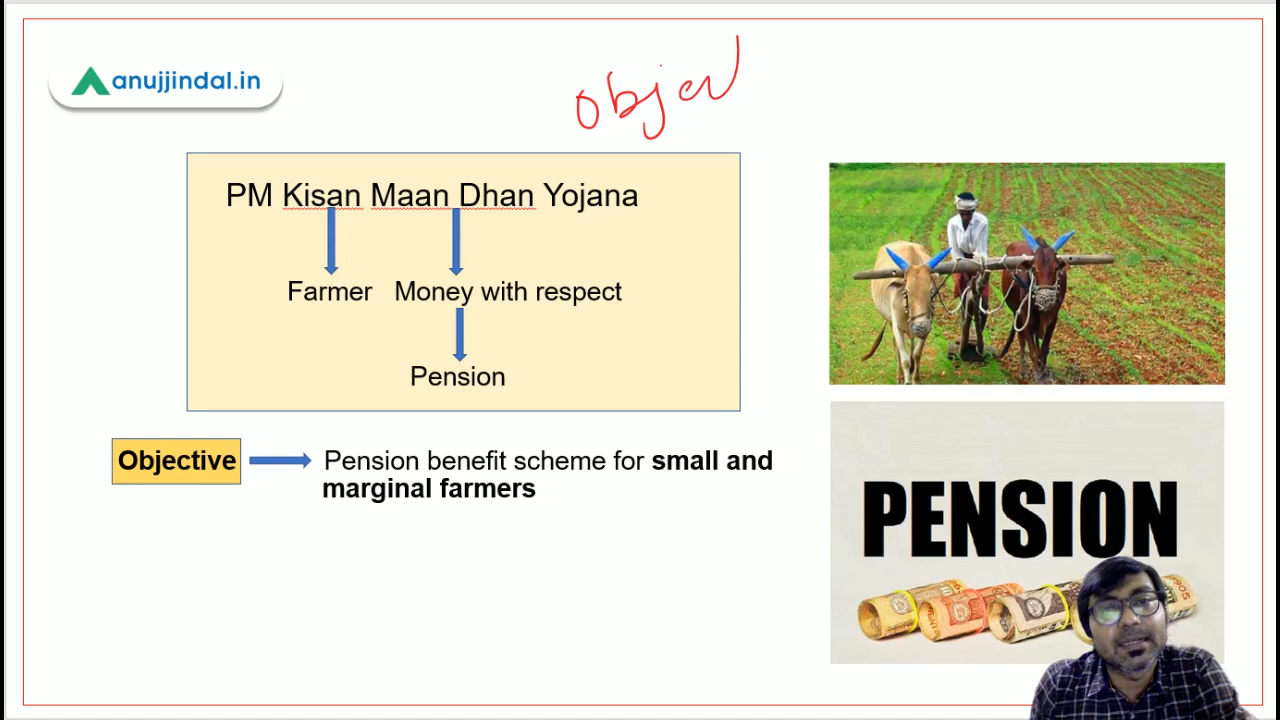 anujjindal.in
PM Kisan Maan Dhan Yojana
Farmer Money with respect
Pension
Objective Pension benefit scheme for small and
marginal farmers
PENSION